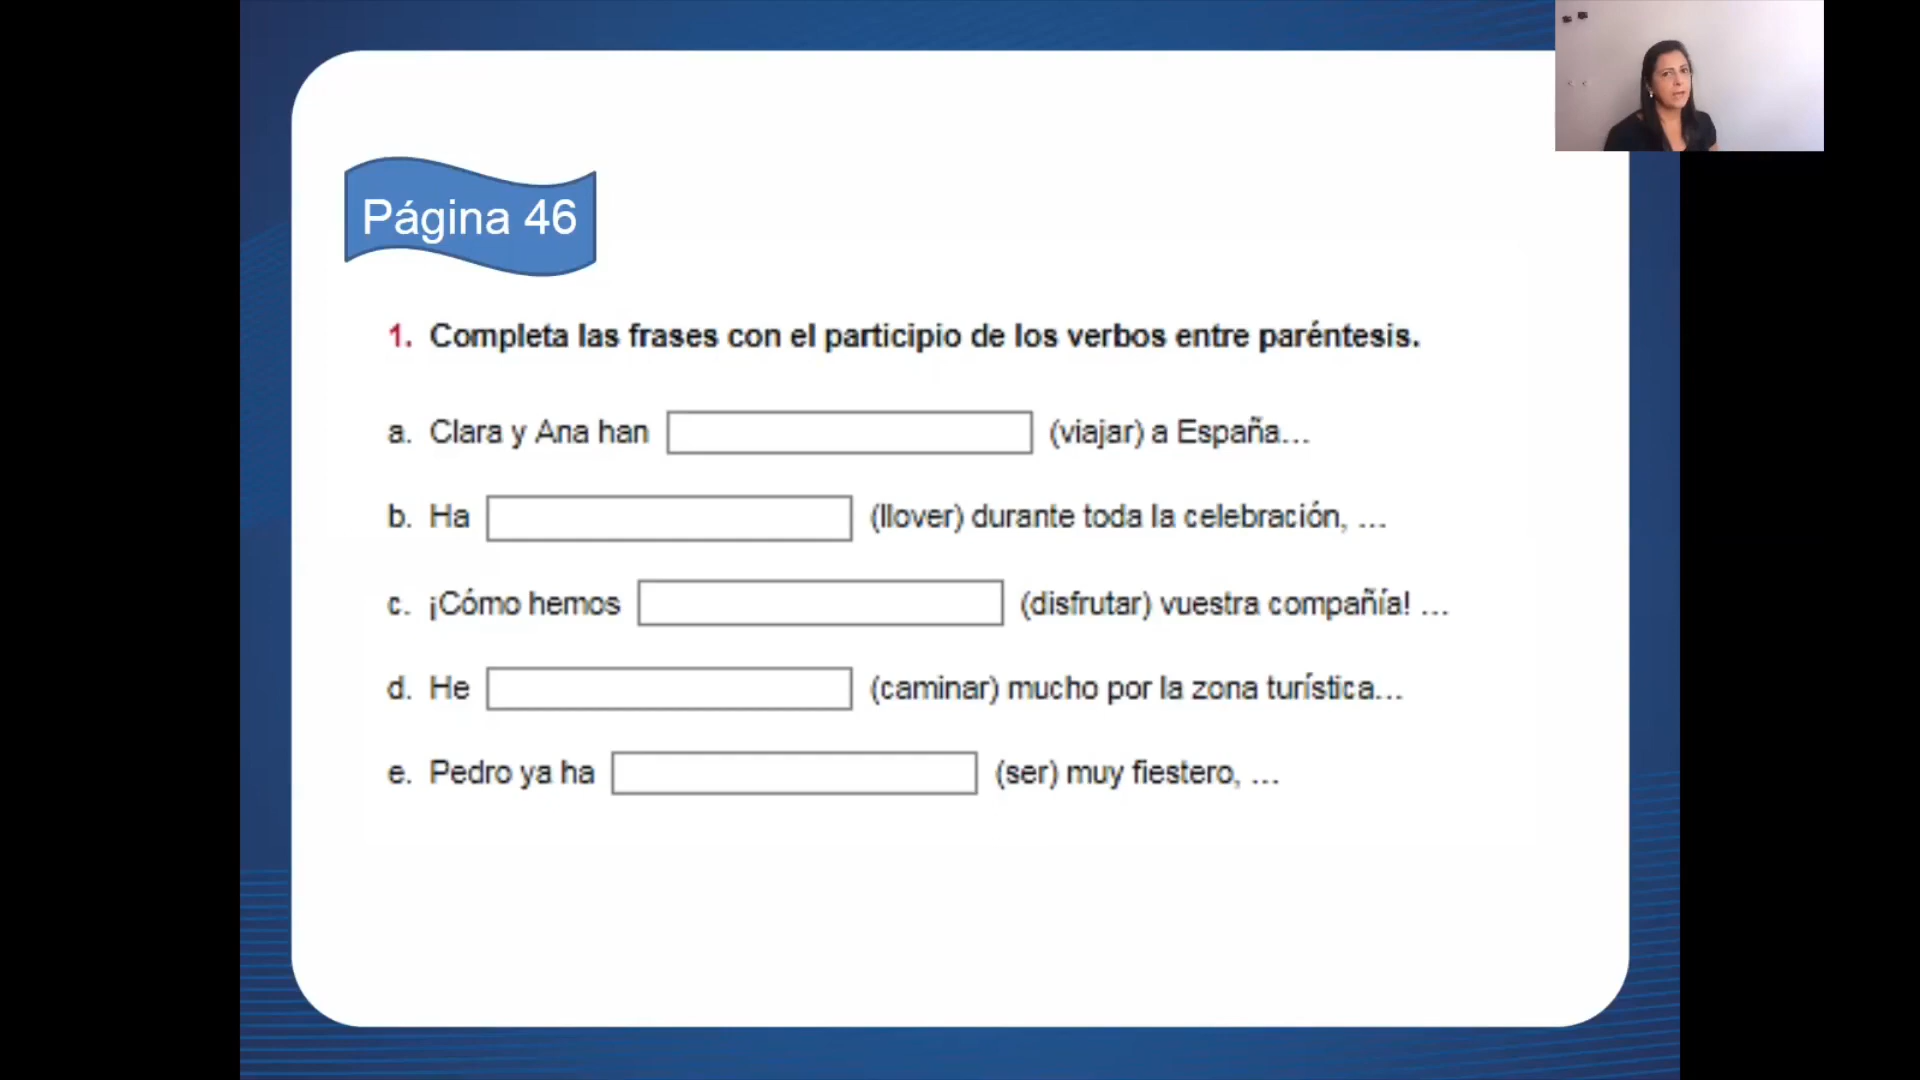 Página 46
1. Completa las frases con el participio de los verbos entre paréntesis.
a. Clara y Ana han (viajar) a España...
b. Ha (llover) durante toda la celebración, ...
c. ¡Cómo hemos (disfrutar) vuestra compañía! ...
d. He (caminar) mucho por la zona turística...
e. Pedro ya ha (ser) muy fiestero, ...